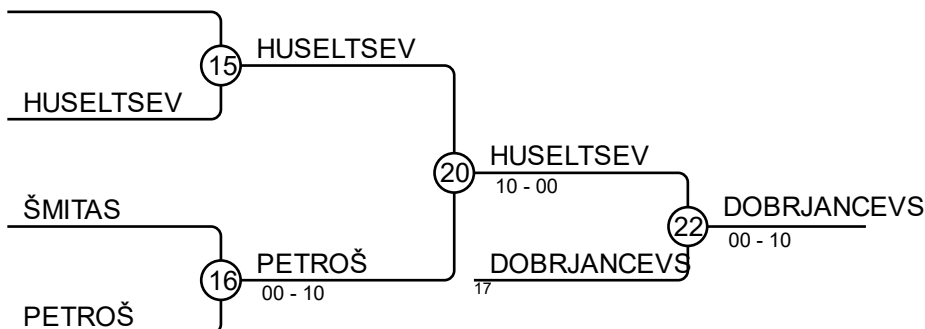 HUSELTSEV
15
HUSELTSEV
ŠMITAS
PETROŠ
16
PETROŠ
00 - 10
20
HUSELTSEV
10 - 00
DOBRJANCEVS
17
22
DOBRJANCEVS
00 - 10